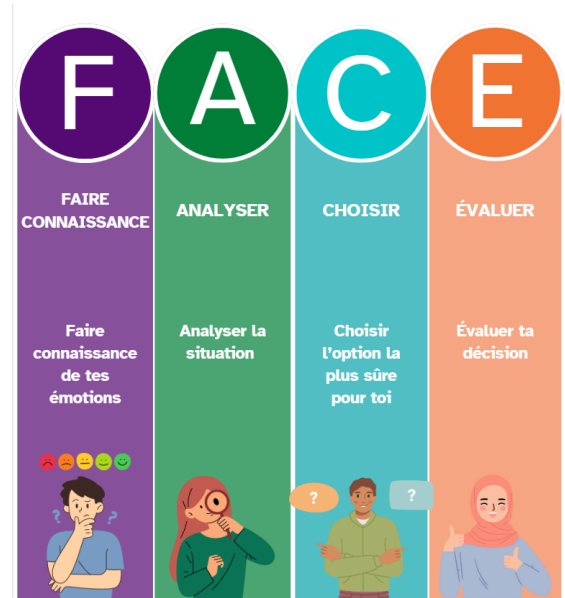 F
A
C
E
FAIRE
CONNAISSANCE
ANALYSER
CHOISIR
ÉVALUER
Faire
connaissance
de tes
émotions
Analyser la
situation
Choisir
l'option la
plus sûre
pour toi
Évaluer ta
décision
?
?
?
?